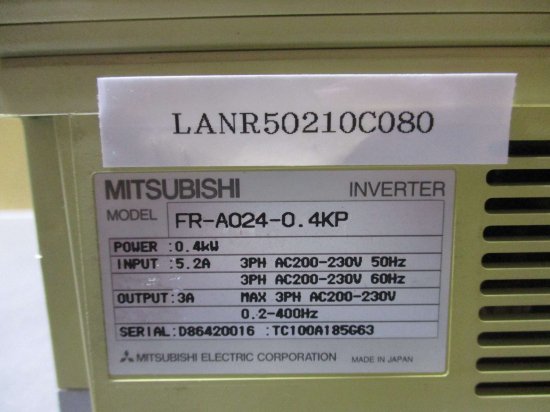 LANR50210C080
MITSUBISHI INVERTER
MODEL FR-A024-0.4KP
POWER :0.4kW
INPUT :5.2A 3PH AC200-230V 50Hz
3PH AC200-230V 60Hz
OUTPUT:3A MAX 3PH AC200-230V
0.2-400Hz
SERIAL:D86420016 :TC100A185G63
MITSUBISHI ELECTRIC CORPORATION MADE IN JAPAN